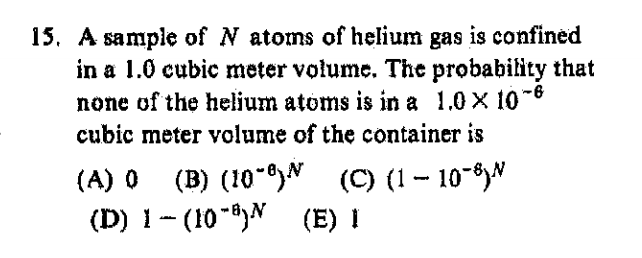 15. A sample of N atoms of helium gas is confined
in a 1.0 cubic meter volume. The probability that
none of the helium atoms is in a 1.0 × 10⁻⁶
cubic meter volume of the container is
(A) 0 (B) (10⁻⁶)ᴺ (C) (1 − 10⁻⁶)ᴺ
(D) 1 − (10⁻⁶)ᴺ (E) 1